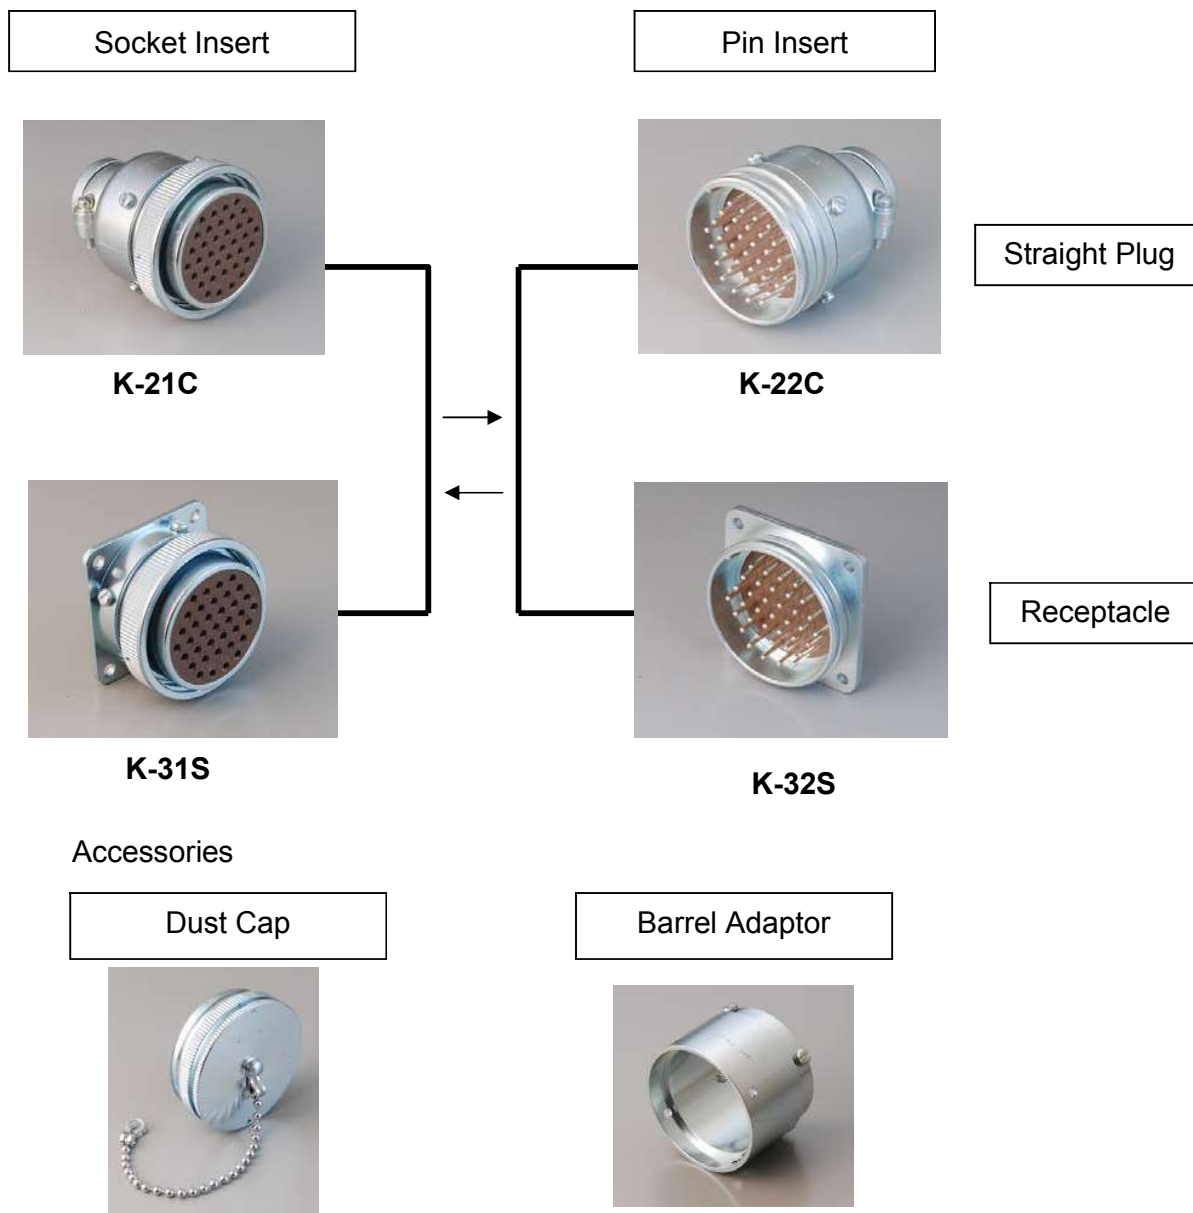 Socket Insert
Pin Insert
Straight Plug
K-21C
K-22C
Receptacle
K-31S
K-32S
Accessories
Dust Cap
Barrel Adaptor